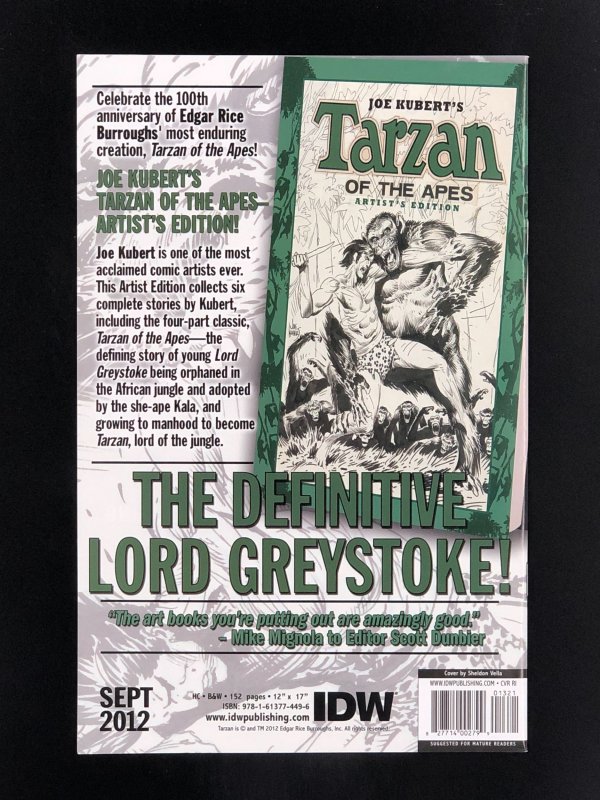 Celebrate the 100th
anniversary of Edgar Rice
Burroughs' most enduring
creation, Tarzan of the Apes!
JOE KUBERT'S
TARZAN OF THE APES—
ARTIST'S EDITION!
Joe Kubert is one of the most
acclaimed comic artists ever.
This Artist Edition collects six
complete stories by Kubert,
including the four-part classic,
Tarzan of the Apes—the
defining story of young Lord
Greystoke being orphaned in
the African jungle and adopted
by the she-ape Kala, and
growing to manhood to become
Tarzan, lord of the jungle.
JOE KUBERT'S
Tarzan
OF THE APES
ARTIST'S EDITION
THE DEFINITIVE
LORD GREYSTOKE!
"The art books you're putting out are amazingly good."
– Mike Mignola to Editor Scott Dunbier
SEPT
2012
HC • B&W • 152 pages • 12" x 17"
ISBN: 978-1-61377-449-6
www.idwpublishing.com
IDW
Tarzan is © and TM 2012 Edgar Rice Burroughs, Inc. All rights reserved.
Cover by Sheldon Vella
WWW.IDWPUBLISHING.COM • CVR RI
01321
8 27714 00279
SUGGESTED FOR MATURE READERS